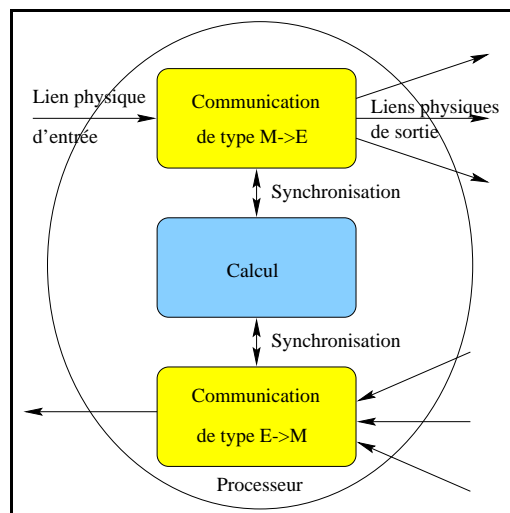 Lien physique
d'entrée
Communication
de type M->E
Liens physiques
de sortie
Synchronisation
Calcul
Synchronisation
Communication
de type E->M
Processeur